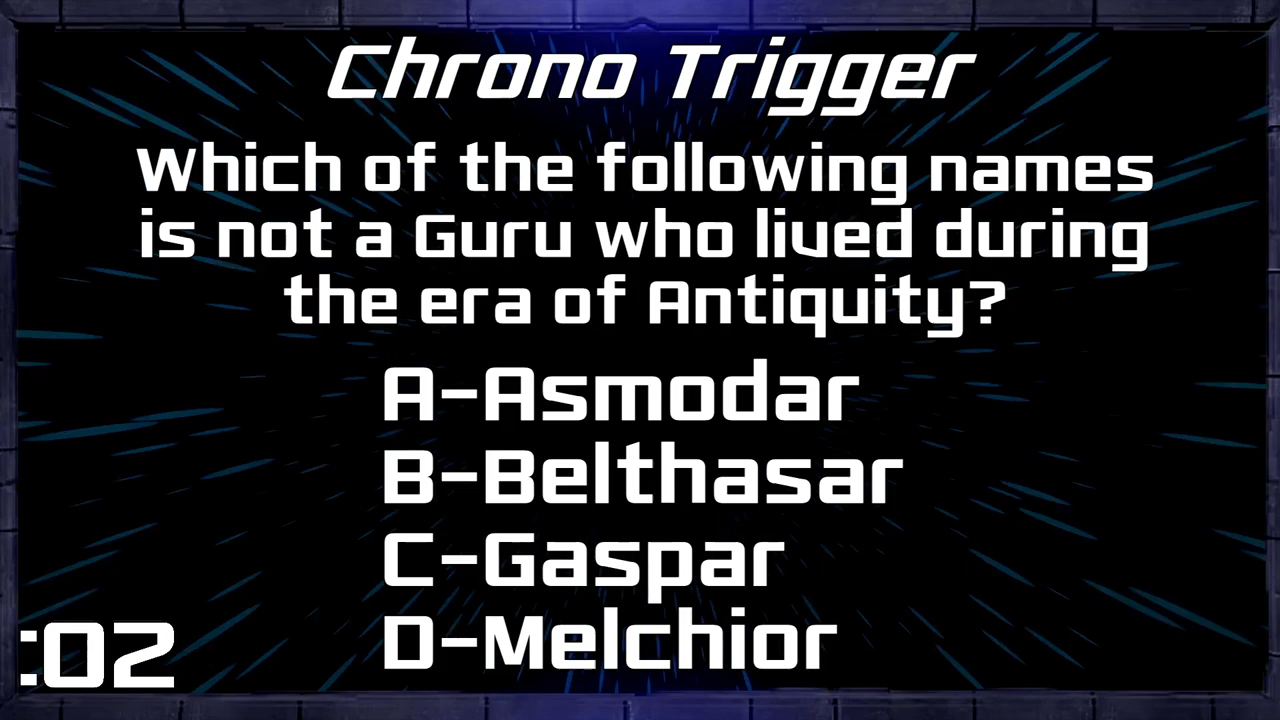 Chrono Trigger
Which of the following names
is not a Guru who lived during
the era of Antiquity?
A-Asmodar
B-Belthasar
C-Gaspar
D-Melchior
:02